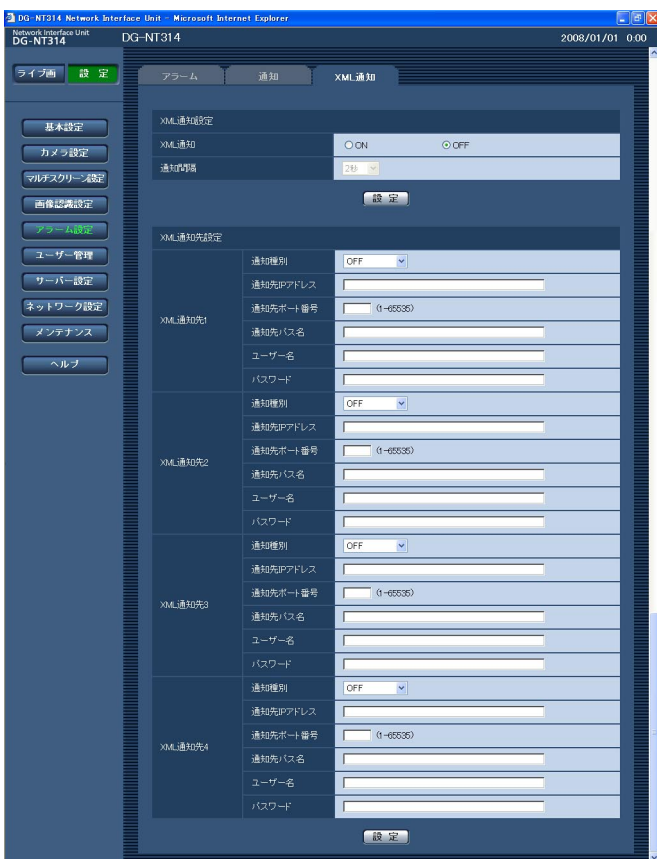 DG-NT314 Network Interface Unit - Microsoft Internet Explorer
Network Interface Unit
DG-NT314
DG-NT314
2008/01/01 0:00
ライブ画
設 定
アラーム
通知
XML通知
基本設定
カメラ設定
マルチスクリーン設定
画像認識設定
アラーム設定
ユーザー管理
サーバー設定
ネットワーク設定
メンテナンス
ヘルプ
XML通知設定
XML通知
ON
OFF
通知間隔
2秒
設 定
XML通知先設定
XML通知先1
通知種別
OFF
通知先IPアドレス
通知先ポート番号
(1-65535)
通知先パス名
ユーザー名
パスワード
XML通知先2
通知種別
OFF
通知先IPアドレス
通知先ポート番号
(1-65535)
通知先パス名
ユーザー名
パスワード
XML通知先3
通知種別
OFF
通知先IPアドレス
通知先ポート番号
(1-65535)
通知先パス名
ユーザー名
パスワード
XML通知先4
通知種別
OFF
通知先IPアドレス
通知先ポート番号
(1-65535)
通知先パス名
ユーザー名
パスワード
設 定